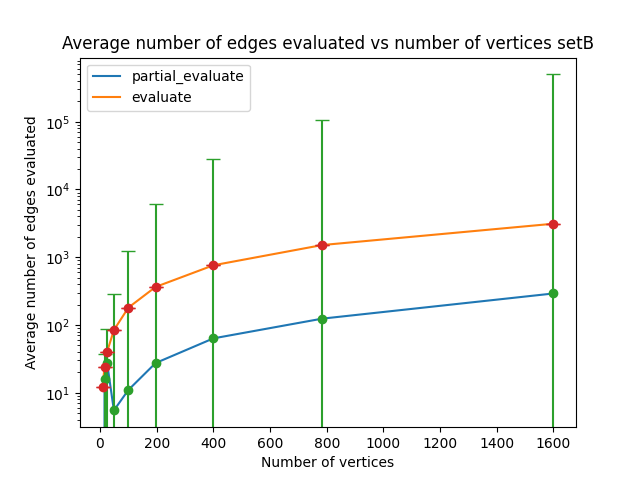 Average number of edges evaluated vs number of vertices setB
partial_evaluate
evaluate
Average number of edges evaluated
10^5
10^4
10^3
10^2
10^1
0 200 400 600 800 1000 1200 1400 1600
Number of vertices